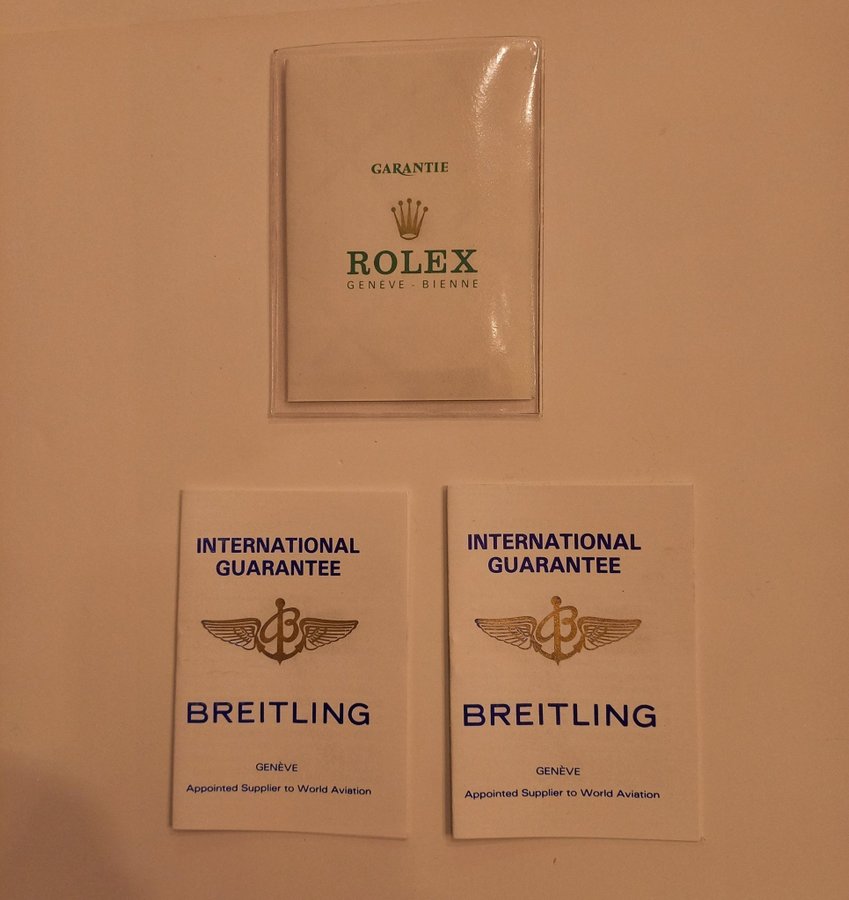 GARANTIE
ROLEX
GENEVE - BIENNE
INTERNATIONAL
GUARANTEE
B
BREITLING
GENÈVE
Appointed Supplier to World Aviation
INTERNATIONAL
GUARANTEE
B
BREITLING
GENÈVE
Appointed Supplier to World Aviation